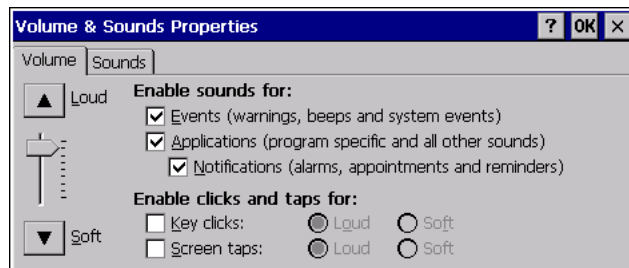 Volume & Sounds Properties ? OK ×
Volume Sounds
Loud
Enable sounds for:
Events (warnings, beeps and system events)
Applications (program specific and all other sounds)
Notifications (alarms, appointments and reminders)
Enable clicks and taps for:
Key clicks: Loud Soft
Soft
Screen taps: Loud Soft